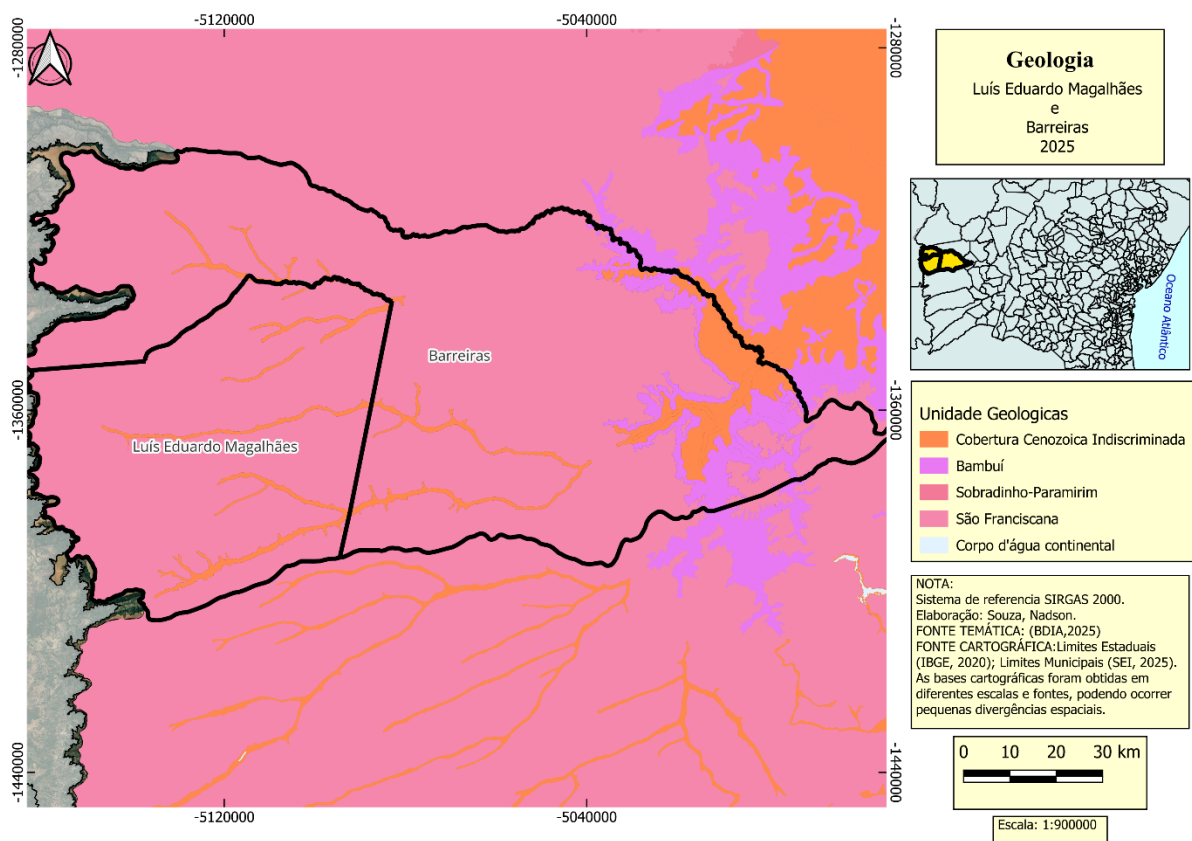 -5120000
-5040000
-1280000
-1280000
Geologia
Luís Eduardo Magalhães
e
Barreiras
2025
Oceano Atlântico
Barreiras
-1360000
-1360000
Luís Eduardo Magalhães
Unidade Geologicas
Cobertura Cenozoica Indiscriminada
Bambuí
Sobradinho-Paramirim
São Franciscana
Corpo d'água continental
NOTA:
Sistema de referencia SIRGAS 2000.
Elaboração: Souza, Nadson.
FONTE TEMÁTICA: (BDIA,2025)
FONTE CARTOGRÁFICA:Limites Estaduais
(IBGE, 2020); Limites Municipais (SEI, 2025).
As bases cartográficas foram obtidas em
diferentes escalas e fontes, podendo ocorrer
pequenas divergências espaciais.
-1440000
-1440000
0 10 20 30 km
-5120000
-5040000
Escala: 1:900000